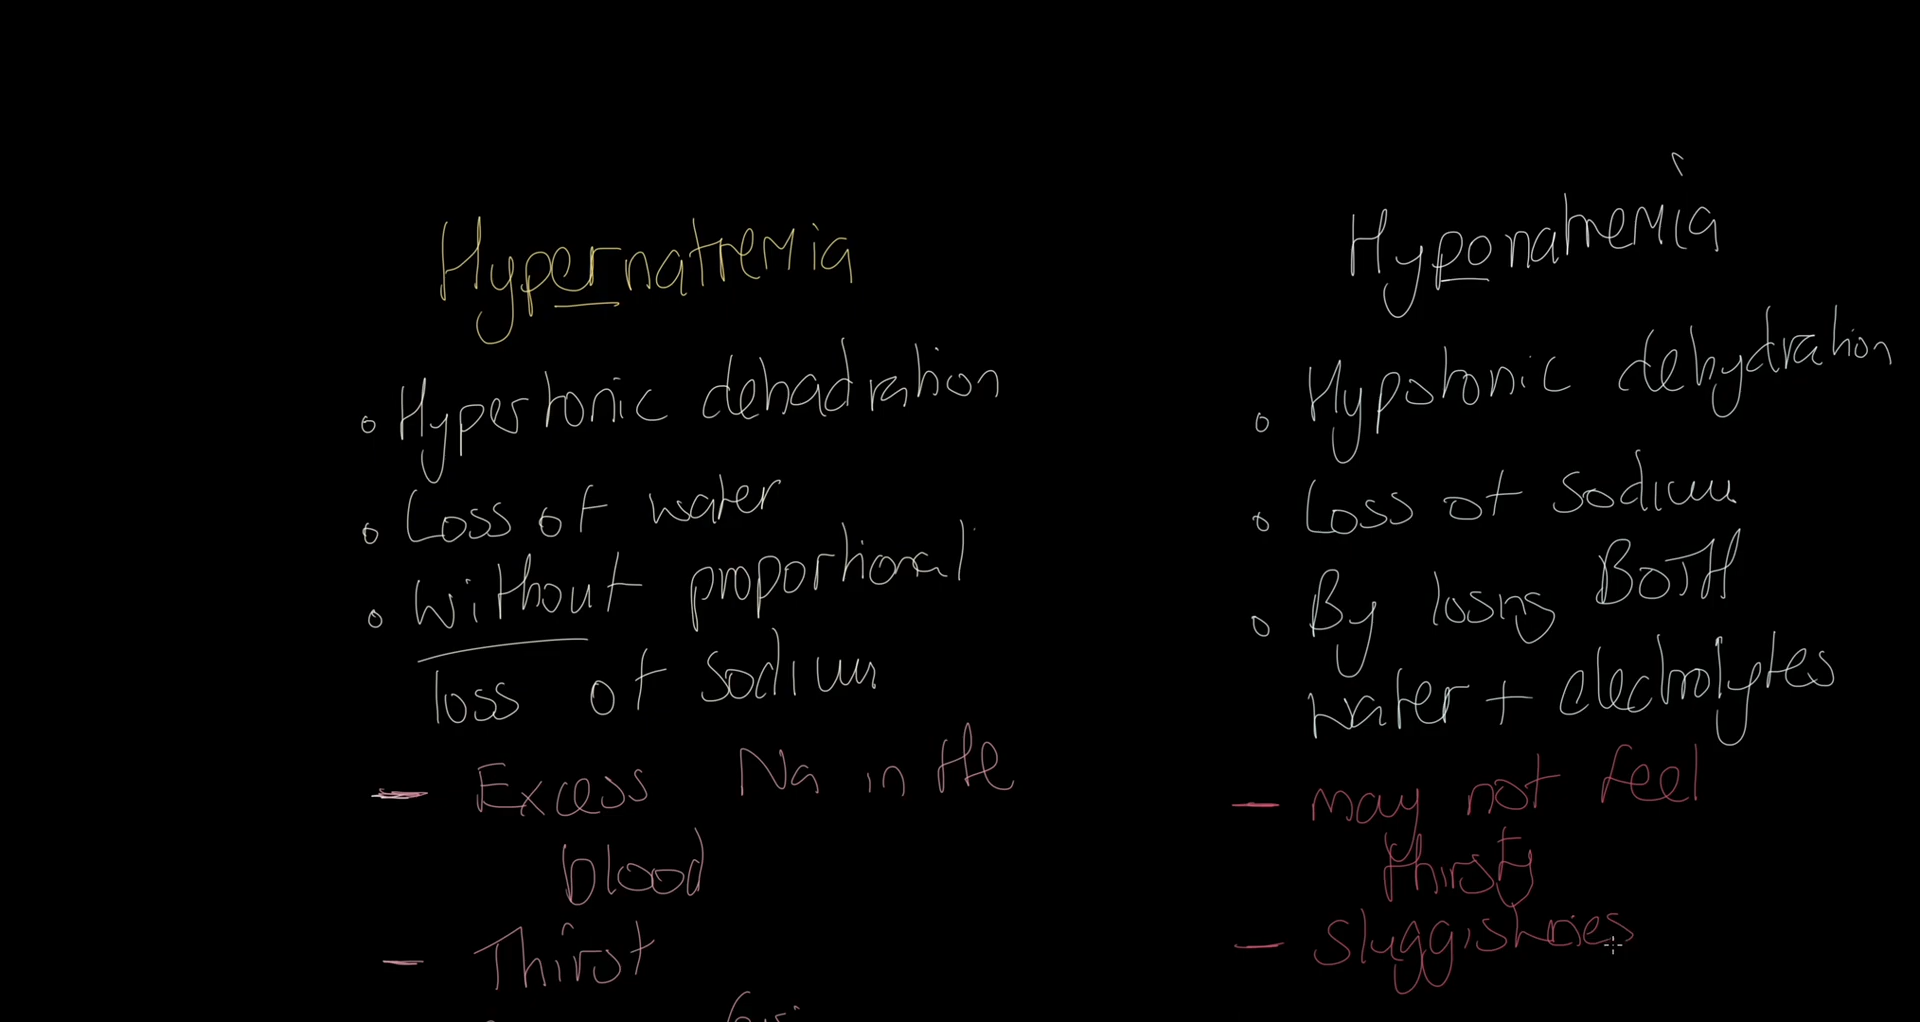 Hypernatremia
• Hypertonic dehadration
• Loss of water
• Without proportional
loss of sodium
- Excess Na in the
blood
- Thirst
Hyponatremia
• Hypotonic dehydration
• Loss of sodium
• By losing BOTH
water + electrolytes
- may not feel
thirsty
- Sluggishnes